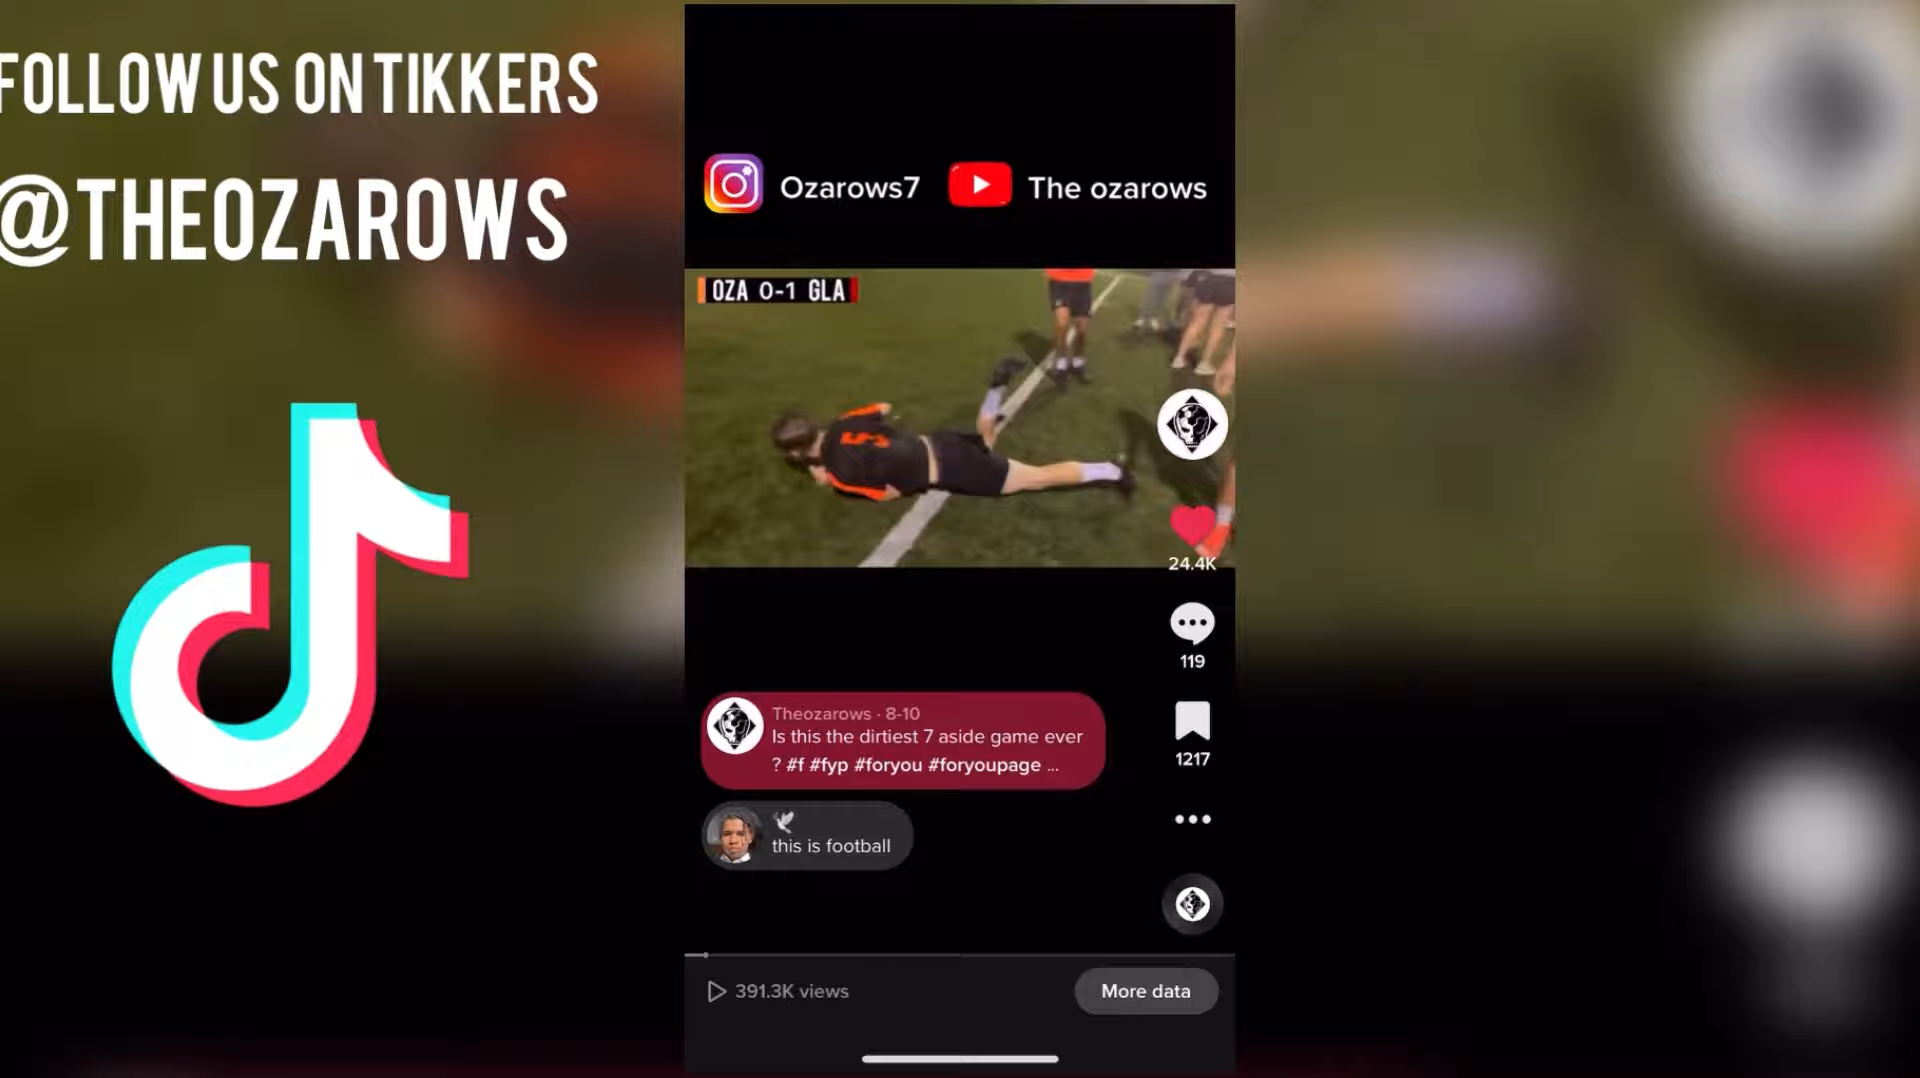 FOLLOW US ON TIKKERS
@THEOZAROWS
Ozarows7
The ozarows
OZA 0-1 GLA
5
24.4K
119
1217
Theozarows · 8-10
Is this the dirtiest 7 aside game ever
? #f #fyp #foryou #foryoupage ...
this is football
391.3K views
More data